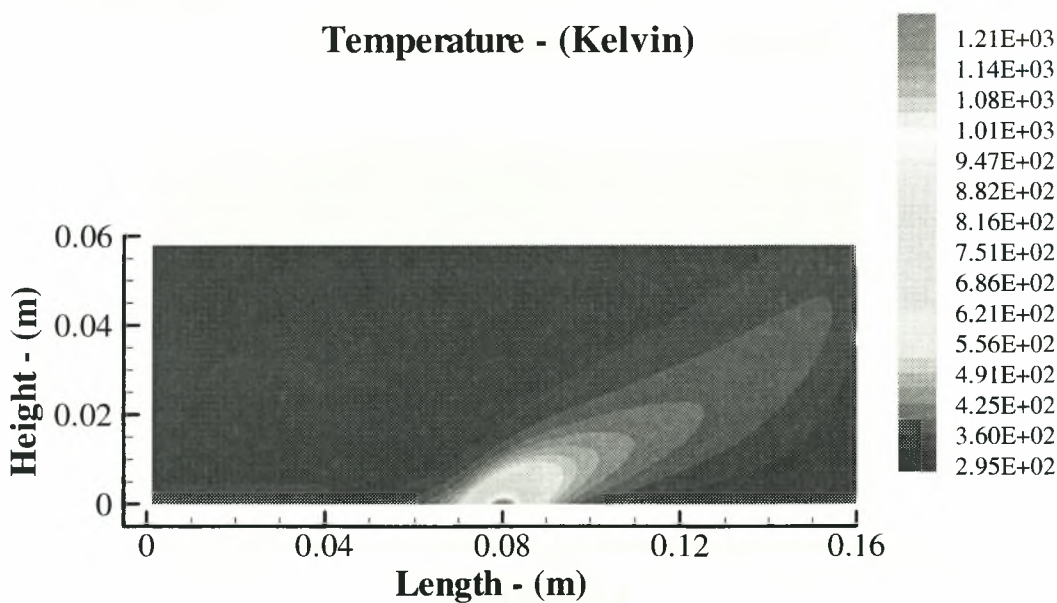 Temperature - (Kelvin)
1.21E+03
1.14E+03
1.08E+03
1.01E+03
9.47E+02
8.82E+02
8.16E+02
7.51E+02
6.86E+02
6.21E+02
5.56E+02
4.91E+02
4.25E+02
3.60E+02
2.95E+02
0.06
0.04
0.02
0
Height - (m)
0
0.04
0.08
0.12
0.16
Length - (m)